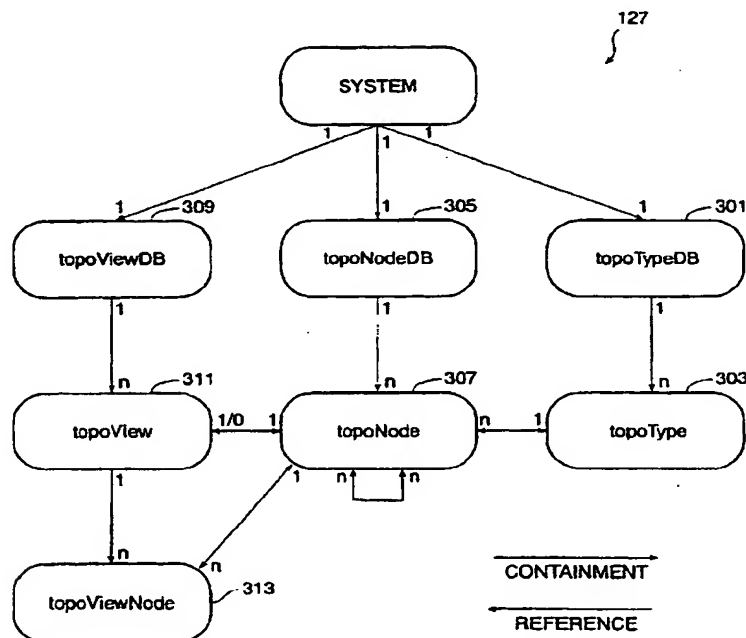 127
SYSTEM
1 1 1
1 309 1 305 1 301
topoViewDB topoNodeDB topoTypeDB
1 1 1
n 311 n 307 n 303
topoView 1/0 1 topoNode n 1 topoType
1 n n 1
n n
topoViewNode 313
CONTAINMENT
REFERENCE